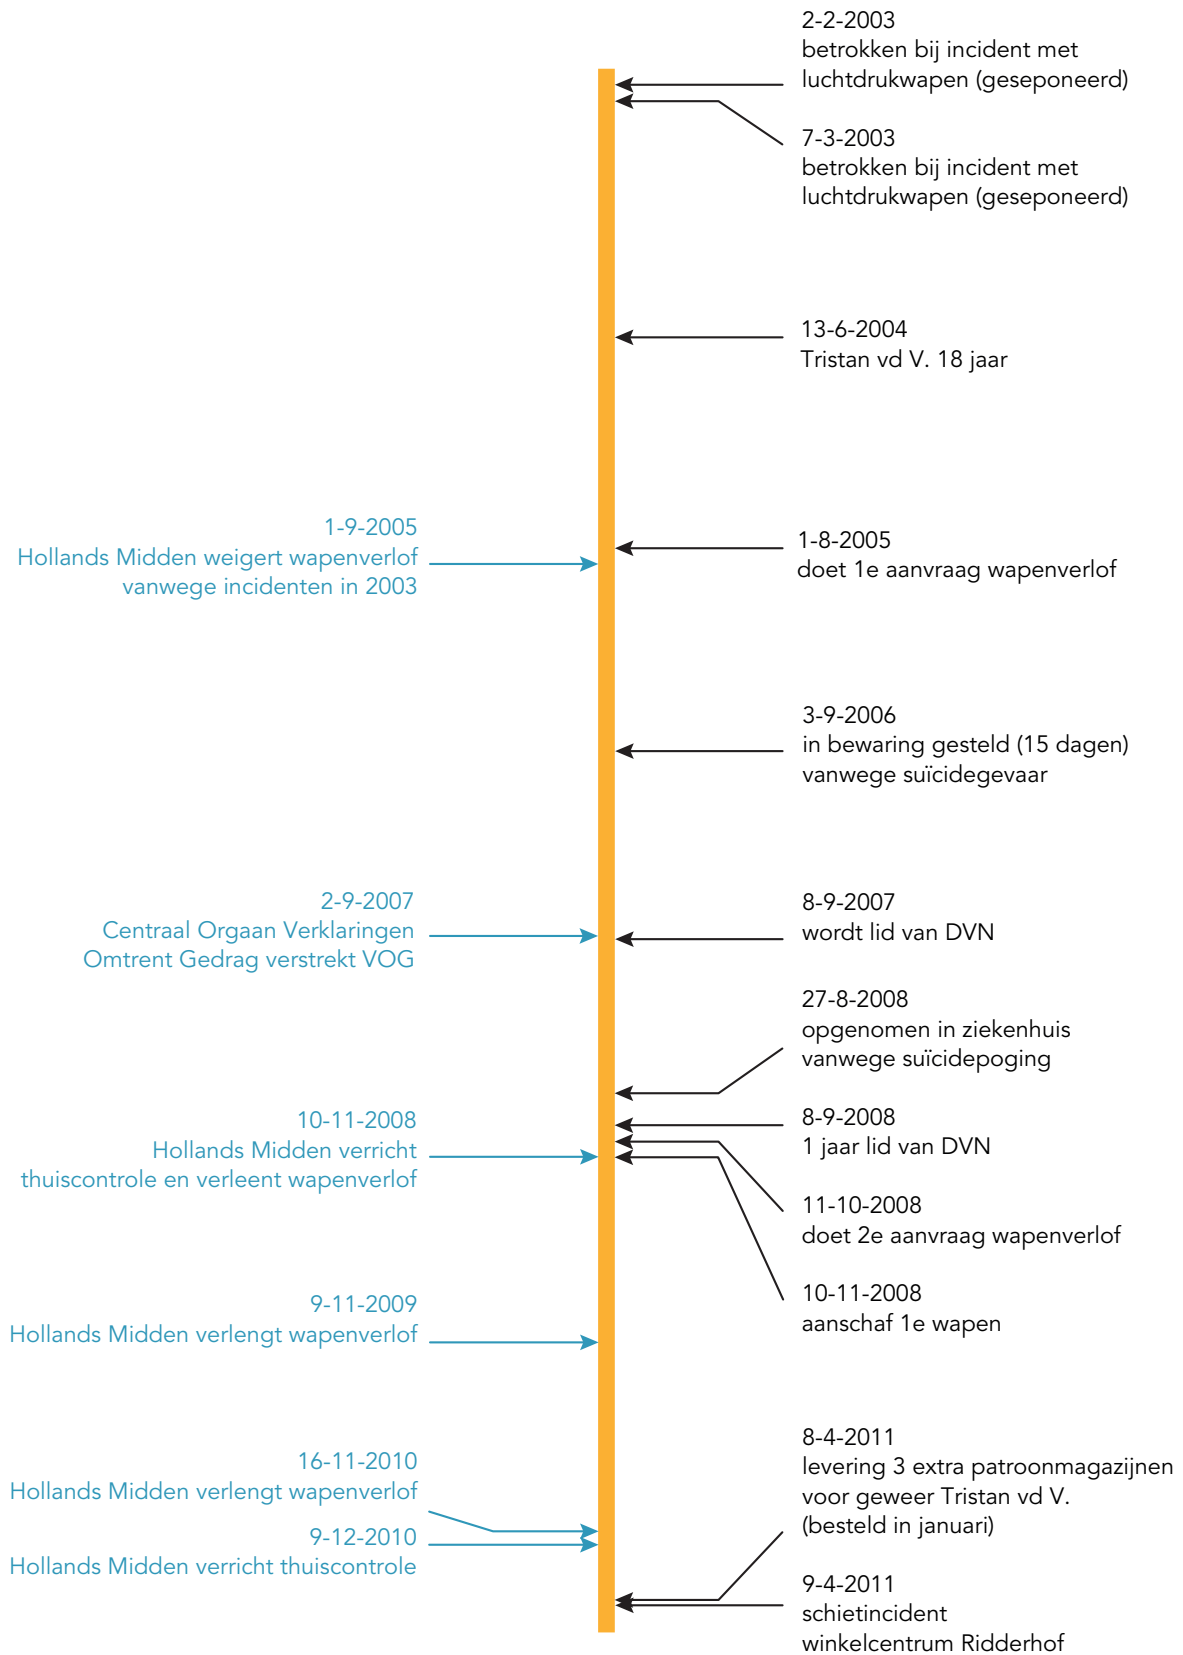 2-2-2003
betrokken bij incident met
luchtdrukwapen (geseponeerd)
7-3-2003
betrokken bij incident met
luchtdrukwapen (geseponeerd)
13-6-2004
Tristan vd V. 18 jaar
1-9-2005
Hollands Midden weigert wapenverlof
vanwege incidenten in 2003
1-8-2005
doet 1e aanvraag wapenverlof
3-9-2006
in bewaring gesteld (15 dagen)
vanwege suïcidegevaar
2-9-2007
Centraal Orgaan Verklaringen
Omtrent Gedrag verstrekt VOG
8-9-2007
wordt lid van DVN
27-8-2008
opgenomen in ziekenhuis
vanwege suïcidepoging
10-11-2008
Hollands Midden verricht
thuiscontrole en verleent wapenverlof
8-9-2008
1 jaar lid van DVN
11-10-2008
doet 2e aanvraag wapenverlof
10-11-2008
aanschaf 1e wapen
9-11-2009
Hollands Midden verlengt wapenverlof
16-11-2010
Hollands Midden verlengt wapenverlof
9-12-2010
Hollands Midden verricht thuiscontrole
8-4-2011
levering 3 extra patroonmagazijnen
voor geweer Tristan vd V.
(besteld in januari)
9-4-2011
schietincident
winkelcentrum Ridderhof